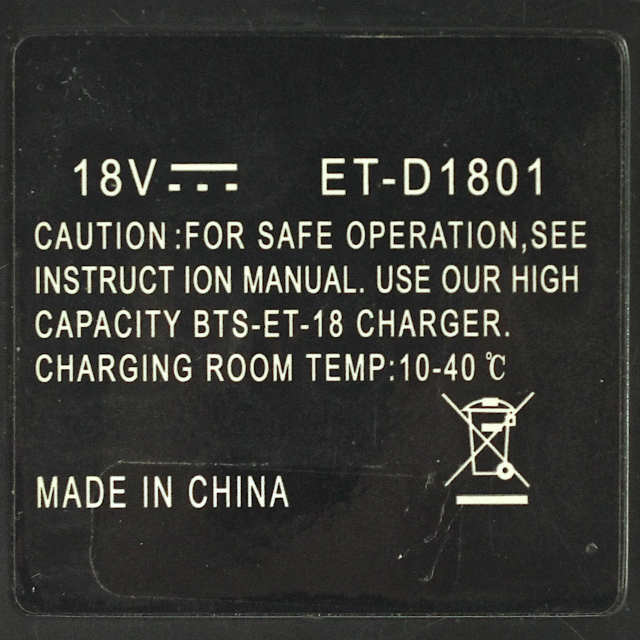 18V⎓ ET-D1801
CAUTION:FOR SAFE OPERATION,SEE
INSTRUCT ION MANUAL. USE OUR HIGH
CAPACITY BTS-ET-18 CHARGER.
CHARGING ROOM TEMP:10-40 ℃
MADE IN CHINA